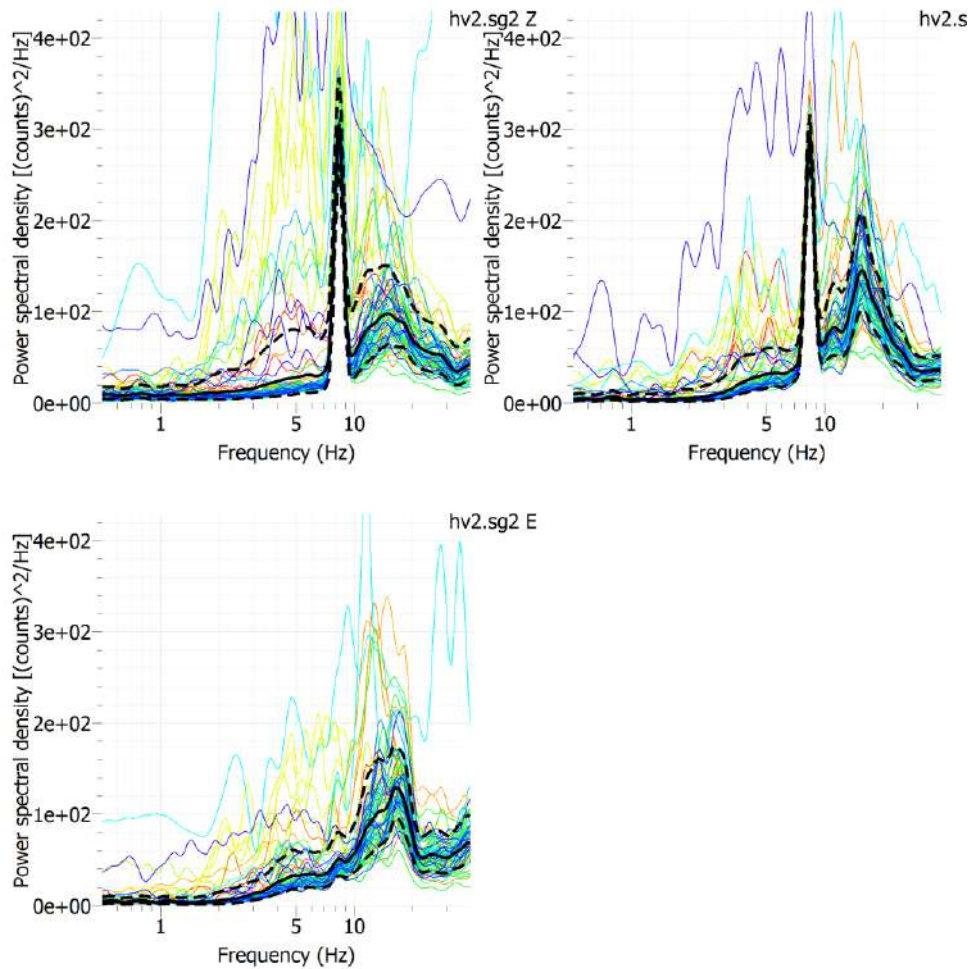 hv2.sg2 Z
Power spectral density [(counts)^2/Hz]
4e+02
3e+02
2e+02
1e+02
0e+00
1
5
10
Frequency (Hz)
hv2.s
Power spectral density [(counts)^2/Hz]
4e+02
3e+02
2e+02
1e+02
0e+00
1
5
10
Frequency (Hz)
hv2.sg2 E
Power spectral density [(counts)^2/Hz]
4e+02
3e+02
2e+02
1e+02
0e+00
1
5
10
Frequency (Hz)